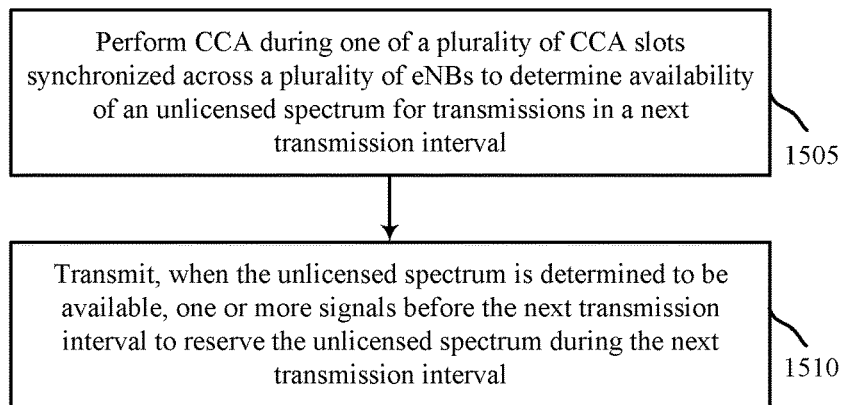 Perform CCA during one of a plurality of CCA slots
synchronized across a plurality of eNBs to determine availability
of an unlicensed spectrum for transmissions in a next
transmission interval
1505
Transmit, when the unlicensed spectrum is determined to be
available, one or more signals before the next transmission
interval to reserve the unlicensed spectrum during the next
transmission interval
1510